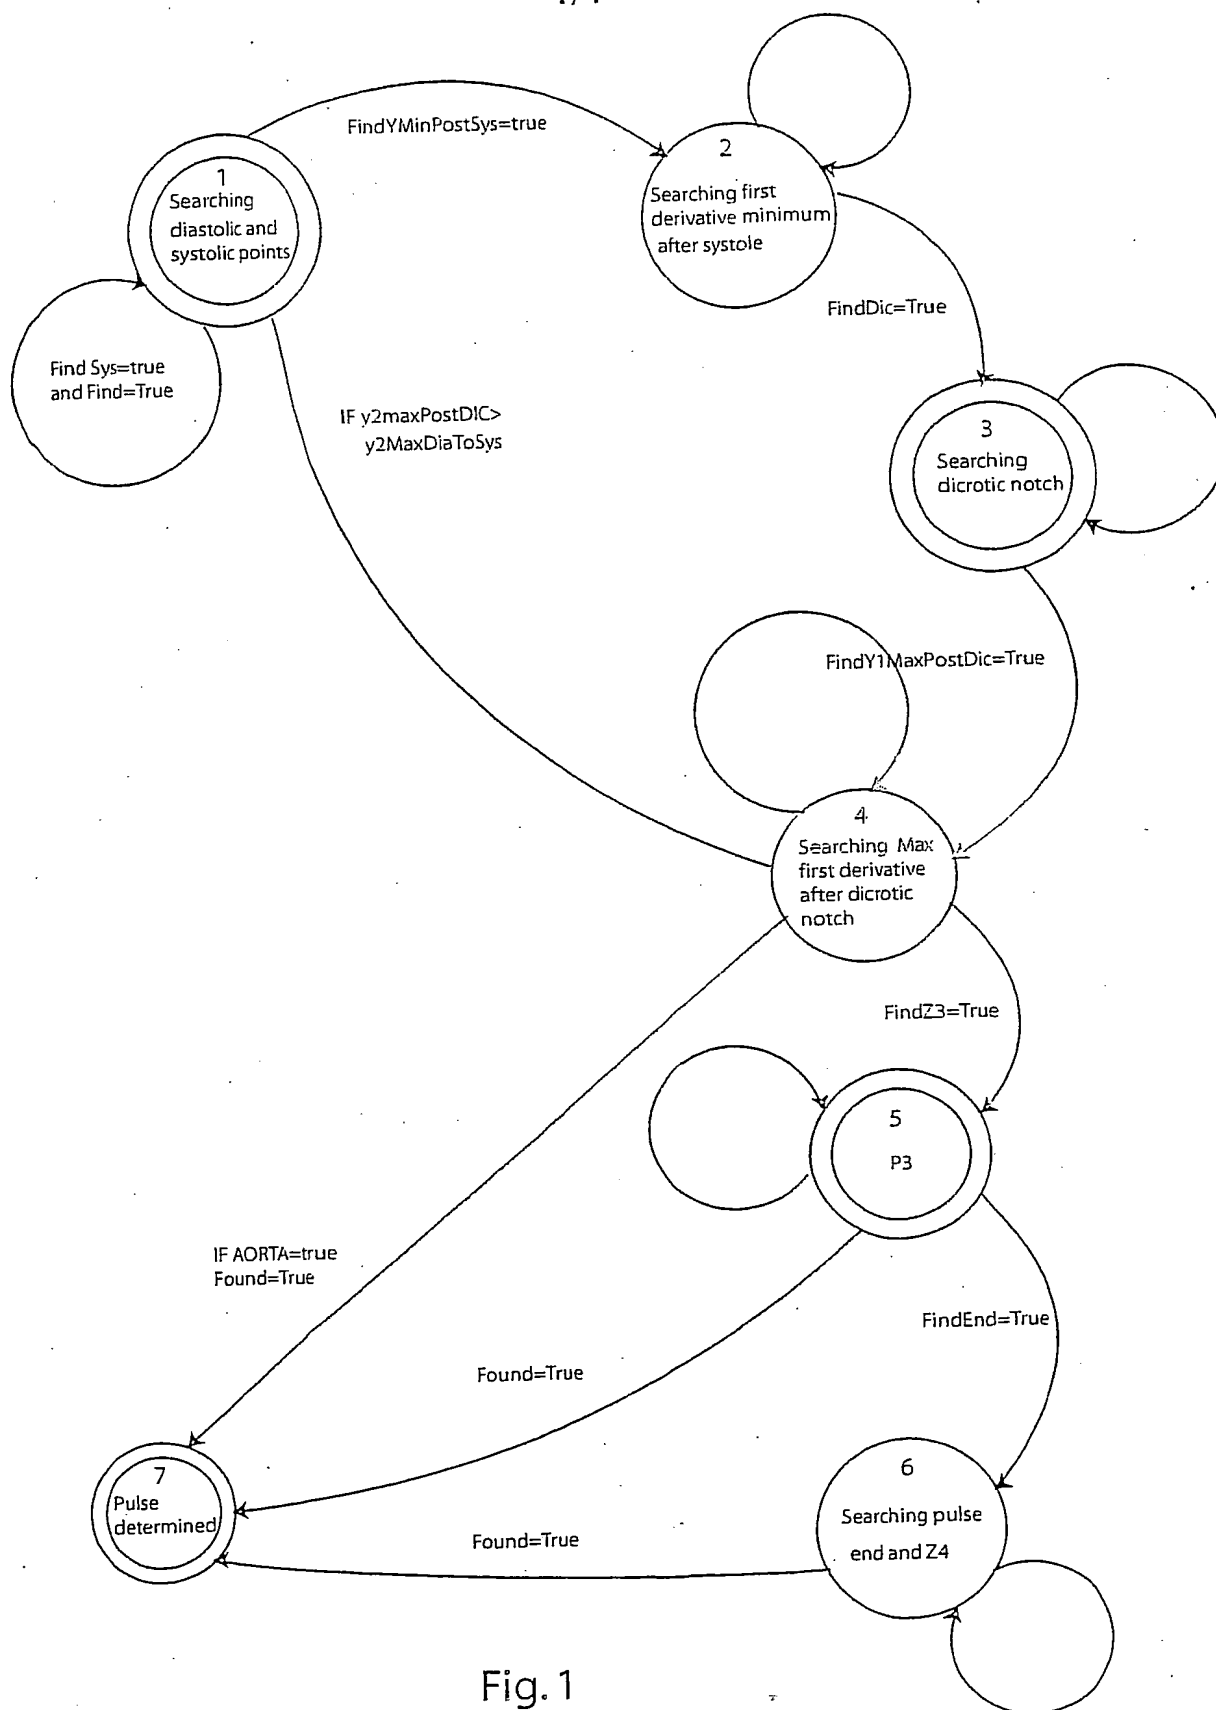 FindYMinPostSys=true
1
Searching
diastolic and
systolic points
2
Searching first
derivative minimum
after systole
Find Sys=true
and Find=True
FindDic=True
IF y2maxPostDIC>
y2MaxDiaToSys
3
Searching
dicrotic notch
FindY1MaxPostDic=True
4
Searching Max
first derivative
after dicrotic
notch
FindZ3=True
5
P3
IF AORTA=true
Found=True
FindEnd=True
Found=True
6
Searching pulse
end and Z4
7
Pulse
determined
Found=True
Fig. 1